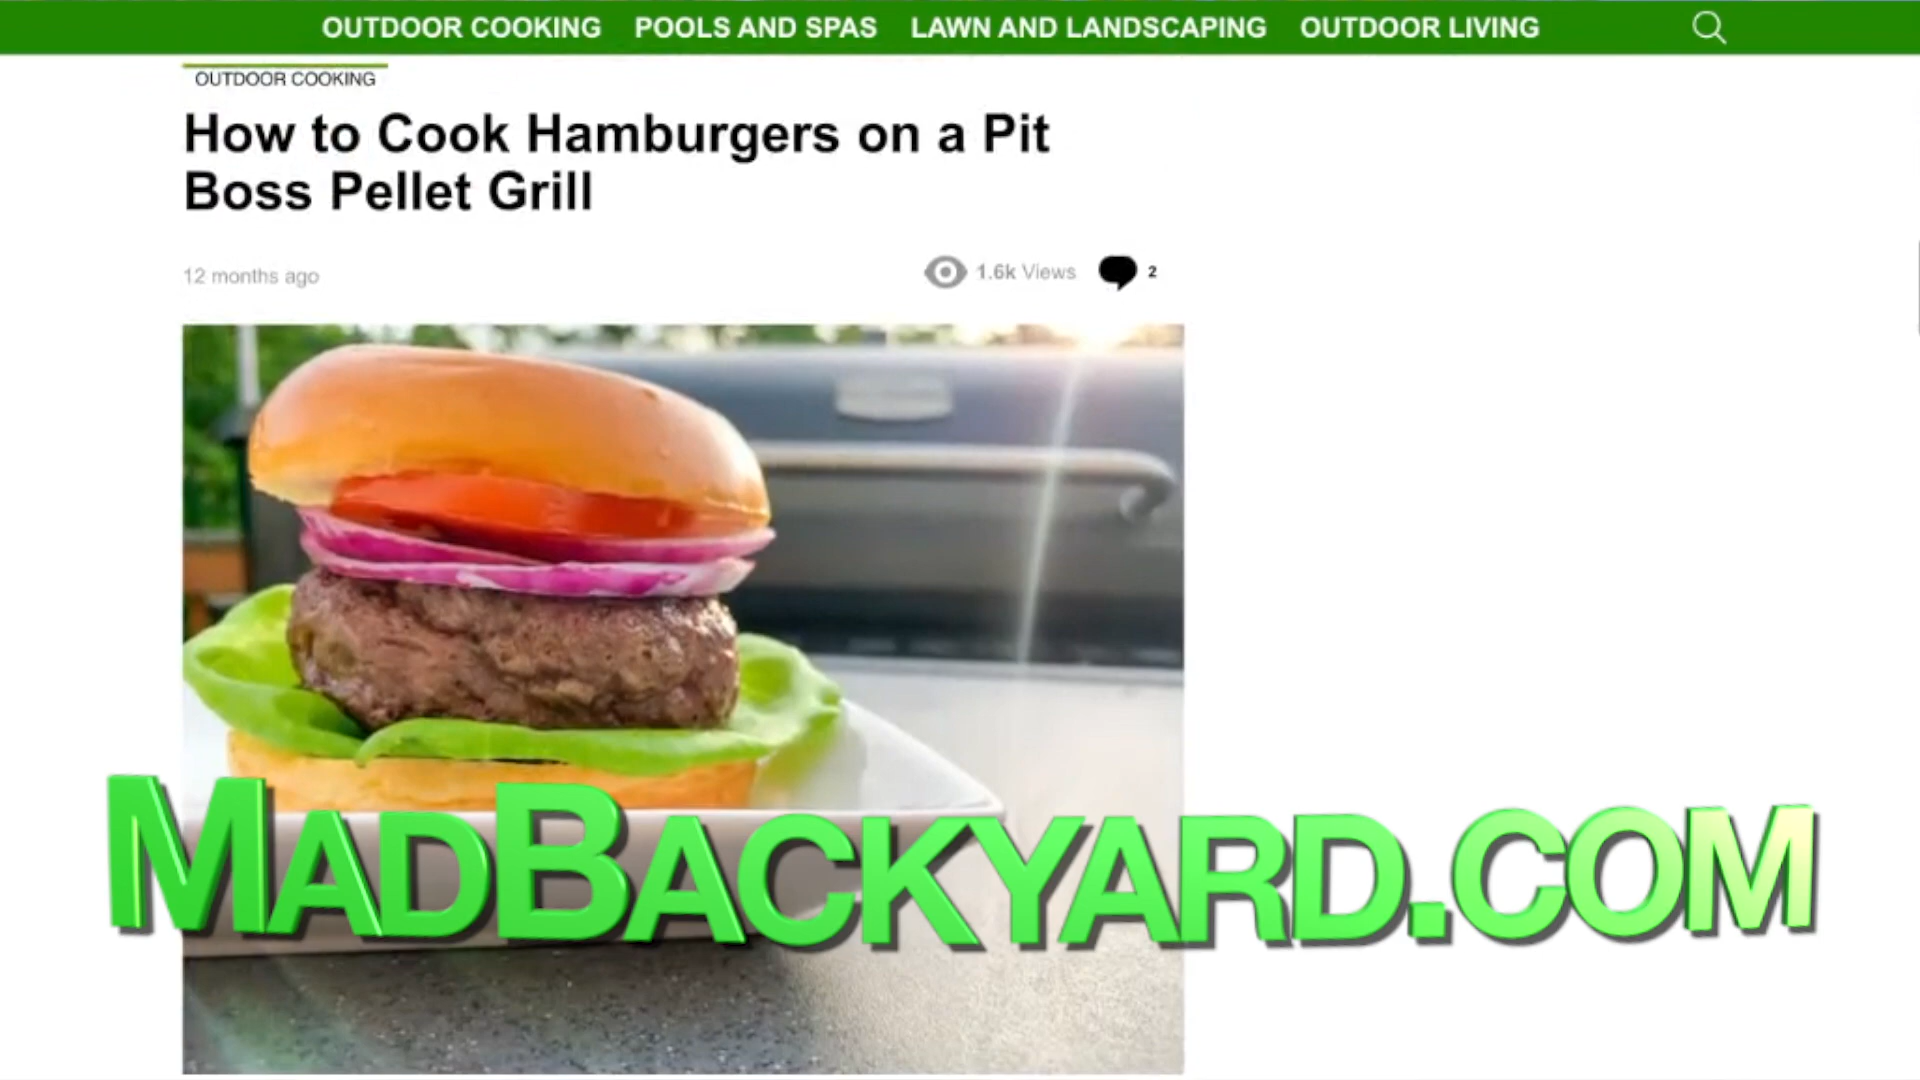 OUTDOOR COOKING POOLS AND SPAS LAWN AND LANDSCAPING OUTDOOR LIVING
OUTDOOR COOKING
How to Cook Hamburgers on a Pit
Boss Pellet Grill
12 months ago 1.6k Views 2
MADBACKYARD.COM